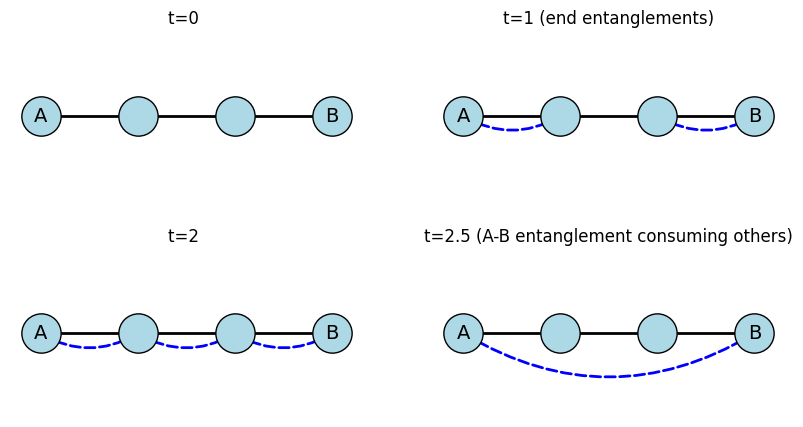 t=0
A
B
t=1 (end entanglements)
A
B
t=2
A
B
t=2.5 (A-B entanglement consuming others)
A
B